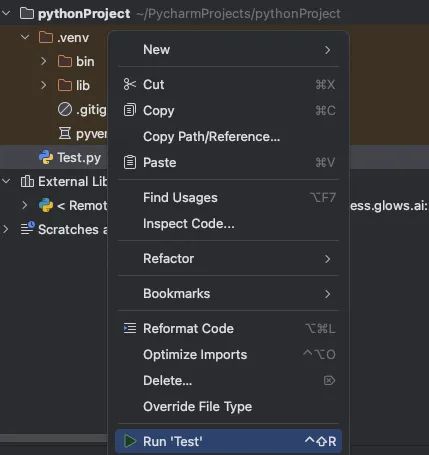 pythonProject ~/PycharmProjects/pythonProject
.venv
New
bin
Cut ⌘X
lib
Copy ⌘C
.gitig
Copy Path/Reference...
pyver
Paste ⌘V
Test.py
External Lib
Find Usages ⌥F7
< Remot
ess.glows.ai:
Inspect Code...
Scratches a
Refactor
Bookmarks
Reformat Code ⌥⌘L
Optimize Imports ^⌥O
Delete... ⌦
Override File Type
Run 'Test' ^⇧R